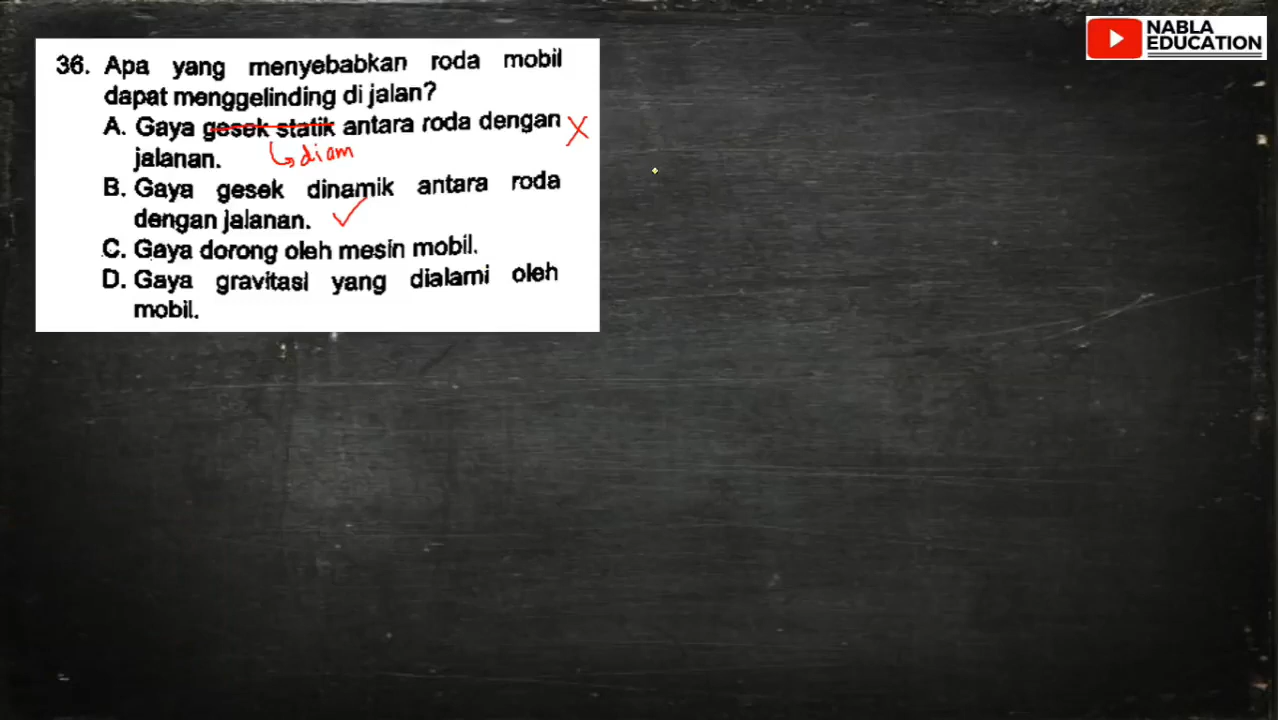 NABLA
EDUCATION
36. Apa yang menyebabkan roda mobil
dapat menggelinding di jalan?
A. Gaya gesek statik antara roda dengan X
jalanan. ↳ diam
B. Gaya gesek dinamik antara roda
dengan jalanan. ✓
C. Gaya dorong oleh mesin mobil.
D. Gaya gravitasi yang dialami oleh
mobil.